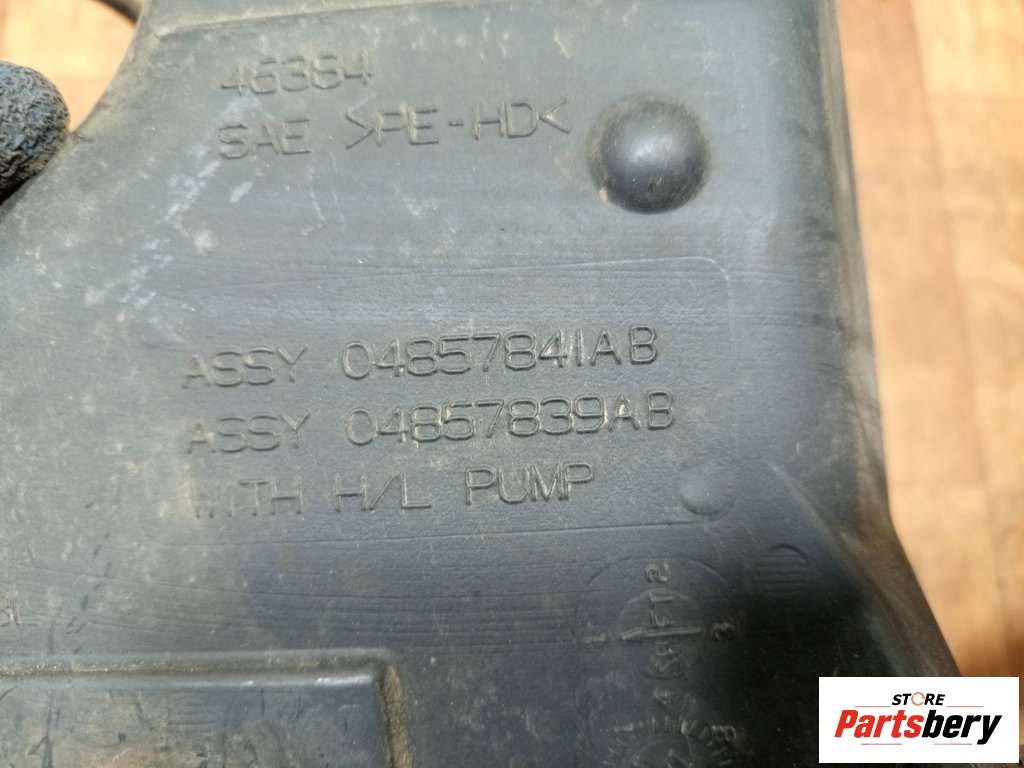 46384
SAE >PE-HD<
ASSY 04857841AB
ASSY 04857839AB
WITH H/L PUMP
STORE
Partsbery